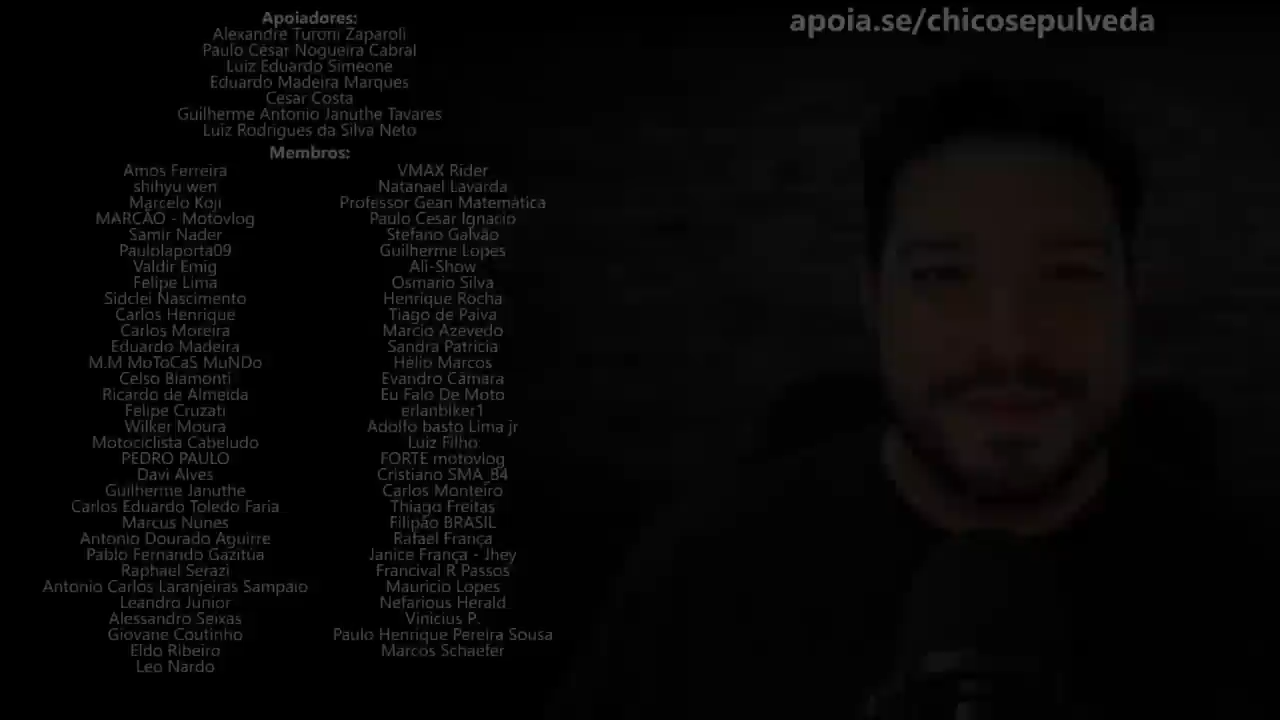 apoia.se/chicosepulveda
Apoiadores:
Alexandre Turoni Zaparoli
Paulo César Nogueira Cabral
Luiz Eduardo Simeone
Eduardo Madeira Marques
Cesar Costa
Guilherme Antonio Januthe Tavares
Luiz Rodrigues da Silva Neto
Membros:
Amos Ferreira
shihyu wen
Marcelo Koji
MARCÃO - Motovlog
Samir Nader
Paulolaporta09
Valdir Emig
Felipe Lima
Sidclei Nascimento
Carlos Henrique
Carlos Moreira
Eduardo Madeira
M.M MoToCaS MuNDo
Celso Biamonti
Ricardo de Almeida
Felipe Cruzati
Wilker Moura
Motociclista Cabeludo
PEDRO PAULO
Davi Alves
Guilherme Januthe
Carlos Eduardo Toledo Faria
Marcus Nunes
Antonio Dourado Aguirre
Pablo Fernando Gazitúa
Raphael Serazi
Antonio Carlos Laranjeiras Sampaio
Leandro Junior
Alessandro Seixas
Giovane Coutinho
Eldo Ribeiro
Leo Nardo
VMAX Rider
Natanael Lavarda
Professor Gean Matemática
Paulo Cesar Ignacio
Stefano Galvão
Guilherme Lopes
Ali-Show
Osmario Silva
Henrique Rocha
Tiago de Paiva
Marcio Azevedo
Sandra Patricia
Hélio Marcos
Evandro Câmara
Eu Falo De Moto
erlanbiker1
Adolfo basto Lima jr
Luiz Filho
FORTE motovlog
Cristiano SMA_84
Carlos Monteiro
Thiago Freitas
Filipão BRASIL
Rafael França
Janice França - Jhey
Francival R Passos
Mauricio Lopes
Nefarious Herald
Vinicius P.
Paulo Henrique Pereira Sousa
Marcos Schaefer